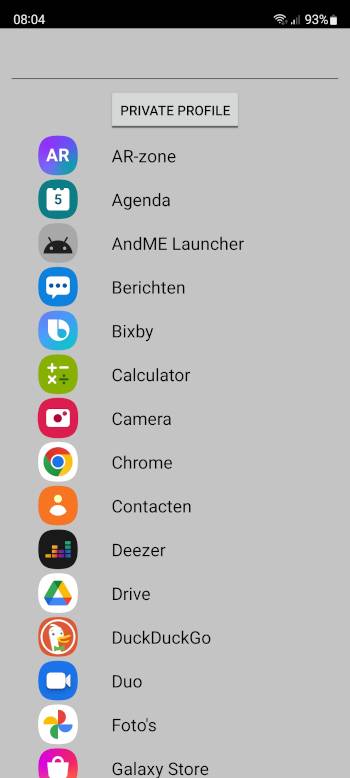 08:04
93%
PRIVATE PROFILE
AR AR-zone
5 Agenda
AndME Launcher
Berichten
Bixby
Calculator
Camera
Chrome
Contacten
Deezer
Drive
DuckDuckGo
Duo
Foto's
Galaxy Store